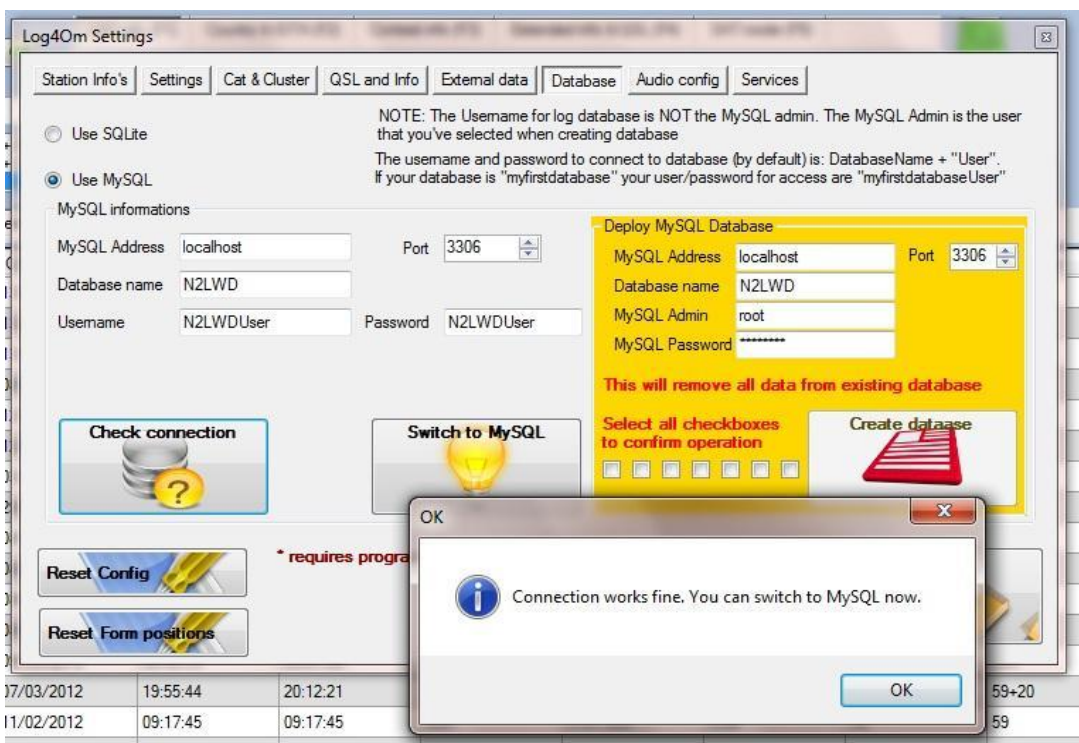 Log4Om Settings
Station Info's Settings Cat & Cluster QSL and Info External data Database Audio config Services
NOTE: The Username for log database is NOT the MySQL admin. The MySQL Admin is the user
that you've selected when creating database
Use SQLite
The username and password to connect to database (by default) is: DatabaseName + "User".
If your database is "myfirstdatabase" your user/password for access are "myfirstdatabaseUser"
Use MySQL
MySQL informations
MySQL Address localhost Port 3306
Database name N2LWD
Username N2LWDUser Password N2LWDUser
Deploy MySQL Database
MySQL Address localhost Port 3306
Database name N2LWD
MySQL Admin root
MySQL Password ********
This will remove all data from existing database
Select all checkboxes
to confirm operation
Create dataase
Check connection
Switch to MySQL
OK
Connection works fine. You can switch to MySQL now.
OK
Reset Config
* requires progra
Reset Form positions
07/03/2012 19:55:44 20:12:21 59+20
11/02/2012 09:17:45 09:17:45 59